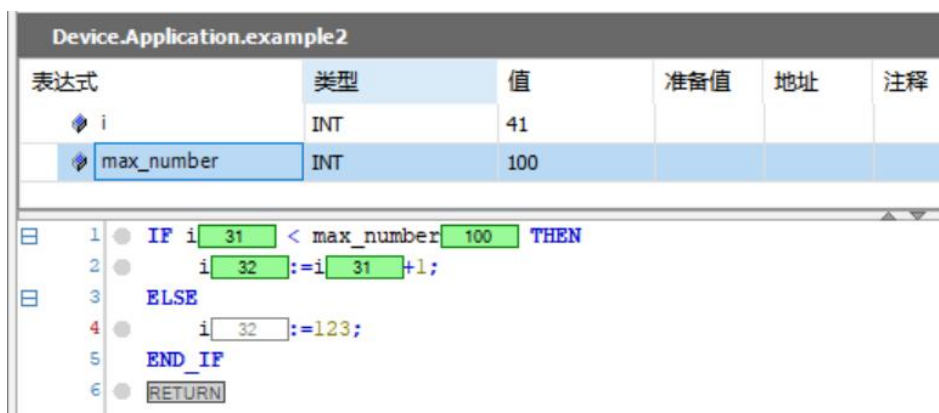 Device.Application.example2
表达式 类型 值 准备值 地址 注释
i INT 41
max_number INT 100
1 IF i 31 < max_number 100 THEN
2 i 32 :=i 31 +1;
3 ELSE
4 i 32 :=123;
5 END_IF
6 RETURN